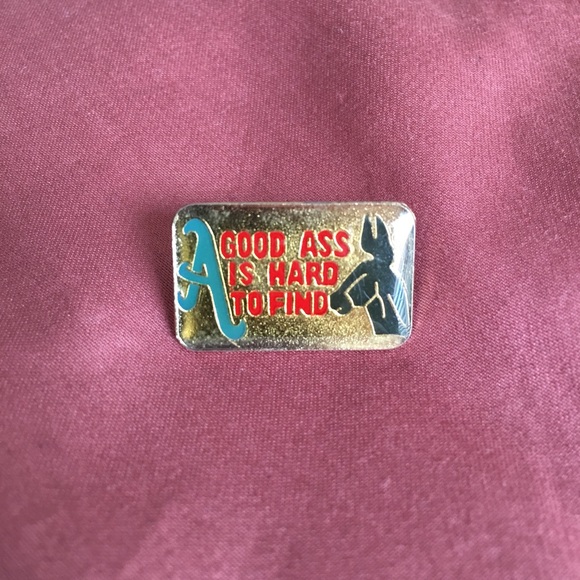 A GOOD ASS
IS HARD
TO FIND